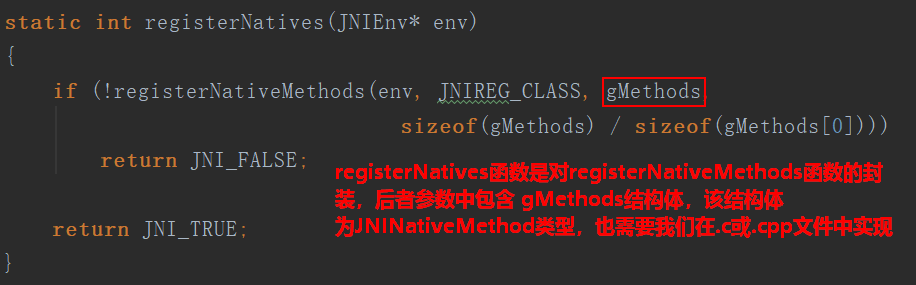 static int registerNatives(JNIEnv* env)
{
if (!registerNativeMethods(env, JNIREG_CLASS, gMethods,
sizeof(gMethods) / sizeof(gMethods[0])))
return JNI_FALSE;
registerNatives函数是对registerNativeMethods函数的封
装，后者参数中包含 gMethods结构体，该结构体
return JNI_TRUE;
为JNINativeMethod类型，也需要我们在.c或.cpp文件中实现
}